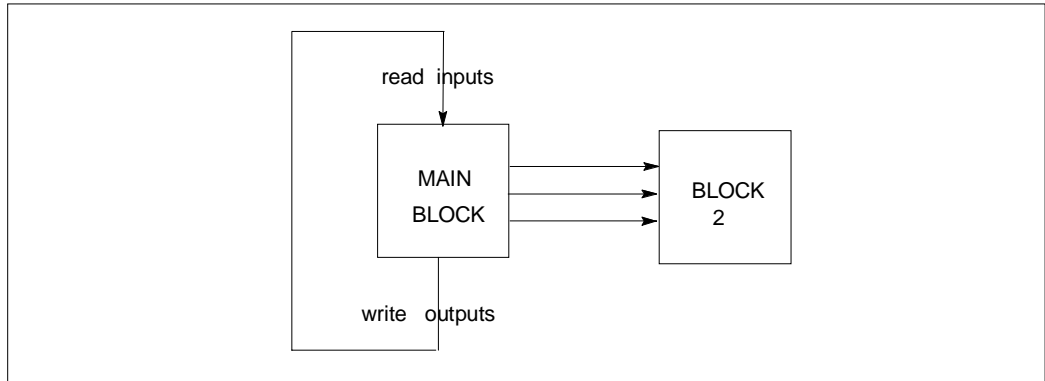 read inputs
MAIN
BLOCK
BLOCK
2
write outputs